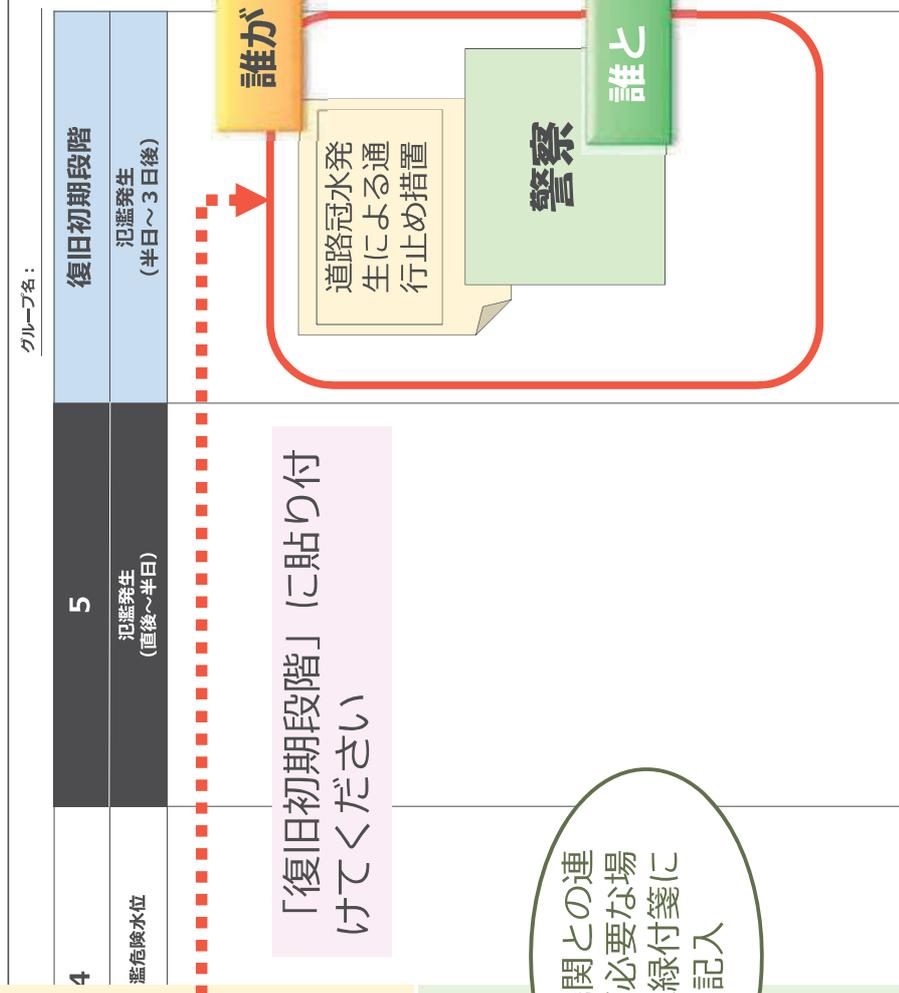 グループ名：
4
5
復旧初期段階
濫危険水位
氾濫発生
（直後～半日）
氾濫発生
（半日～３日後）
誰が
「復旧初期段階」に貼り付
けてください
道路冠水発
生による通
行止め措置
警察
誰と
関との連
必要な場
緑付箋に
記入